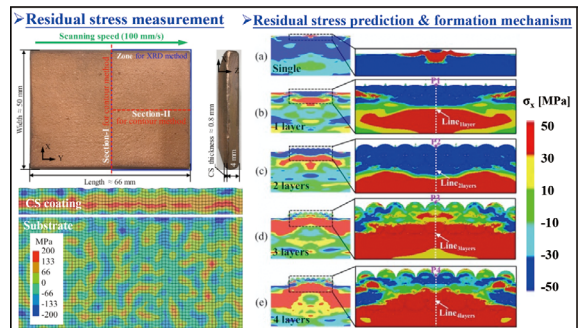 ➢Residual stress measurement
Scanning speed (100 mm/s)
Zone for XRD method
Section-I for contour method
Section-II
for contour method
Width ≈ 50 mm
X
Y
Length ≈ 66 mm
CS thickness ≈ 0.8 mm
4 mm
CS coating
Substrate
MPa
200
133
66
0
-66
-133
-200
➢Residual stress prediction & formation mechanism
(a)
Single
(b)
1 layer
P1
Line1layer
(c)
2 layers
P2
Line2layers
(d)
3 layers
P3
Line3layers
(e)
4 layers
P4
Line4layers
σx [MPa]
50
30
10
-10
-30
-50